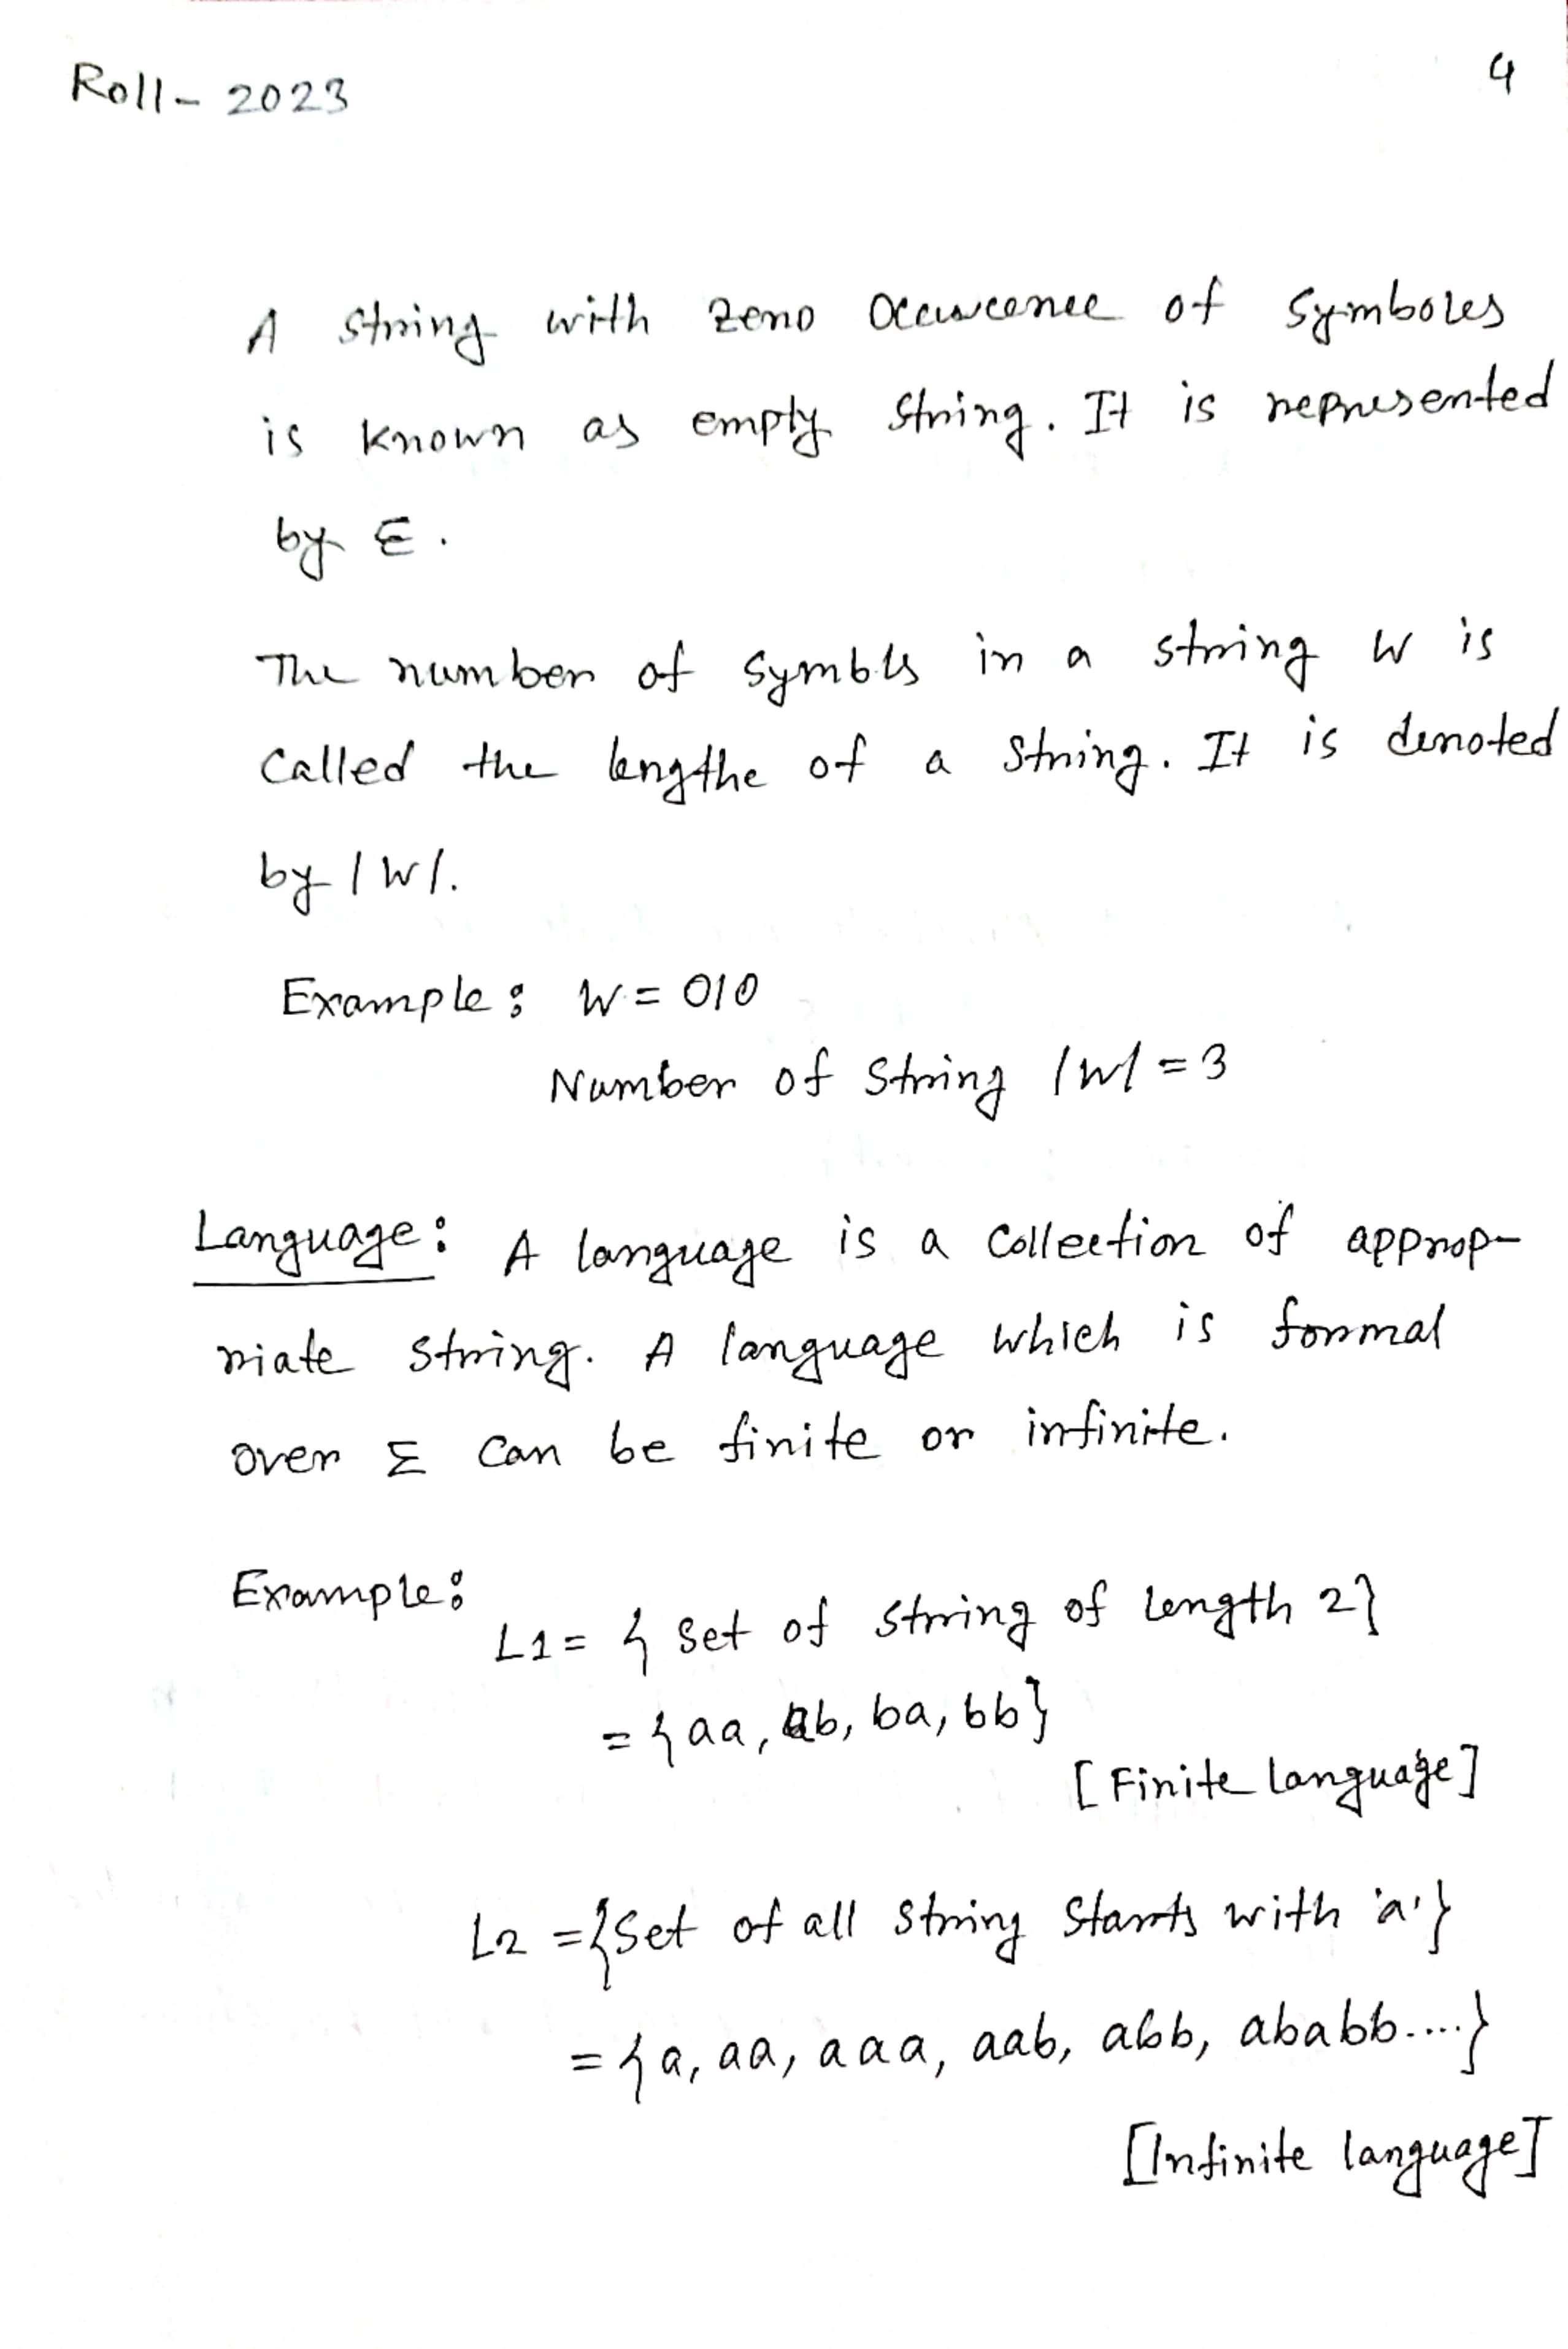 Roll- 2023
4
A string with zero Occurcence of Symboles
is known as empty String. It is represented
by ∈.
The number of Symbls in a string W is
Called the lengthe of a String. It is denoted
by |W|.
Example: W = 010
Number of String |W| = 3
Language: A language is a Collection of approp-
riate string. A language which is formal
over Σ Can be finite or infinite.
Example:
L1 = { Set of string of Length 2}
= {aa, ab, ba, bb}
[Finite language]
L2 = {Set of all String Starts with 'a'}
= {a, aa, aaa, aab, abb, ababb....}
[Infinite language]